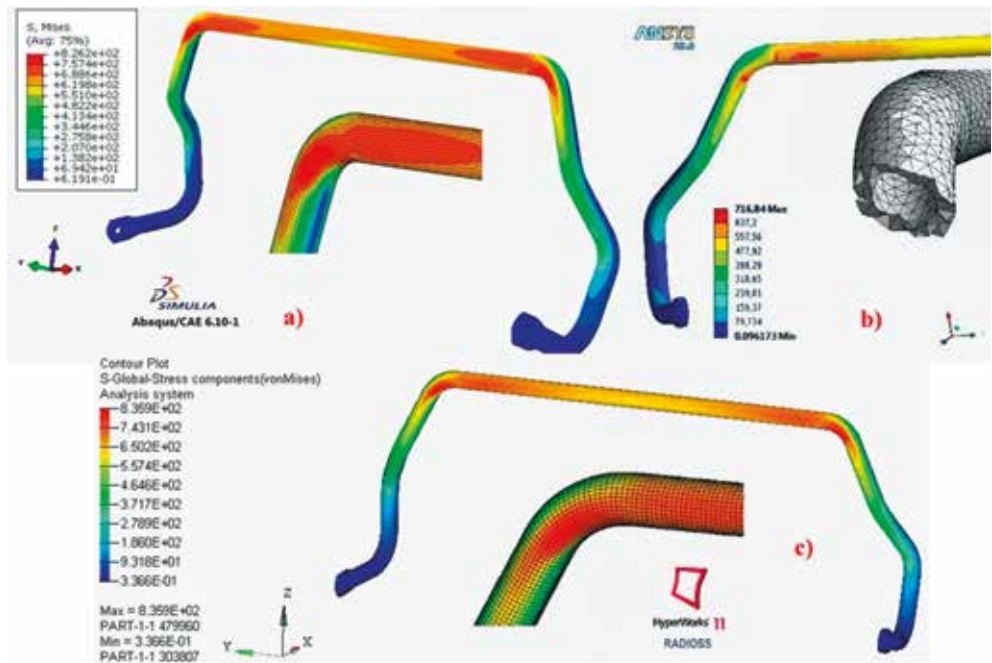 S, Mises
(Avg: 75%)
+8.262e+02
+7.574e+02
+6.886e+02
+6.198e+02
+5.510e+02
+4.822e+02
+4.134e+02
+3.446e+02
+2.758e+02
+2.070e+02
+1.382e+02
+6.942e+01
+6.191e-01
Z
Y
X
DS
SIMULIA
Abaqus/CAE 6.10-1
a)
ANSYS
716.84 Max
637,2
557,56
477,92
318,65
159,37
79,734
0.096173 Min
b)
Contour Plot
S-Global-Stress components(vonMises)
Analysis system
8.359E+02
7.431E+02
6.502E+02
5.574E+02
4.646E+02
3.717E+02
2.789E+02
1.860E+02
9.318E+01
3.366E-01
Max = 8.359E+02
PART-1-1 479960
Min = 3.366E-01
PART-1-1 303807
Z
Y
X
c)
HyperWorks 11
RADIOSS